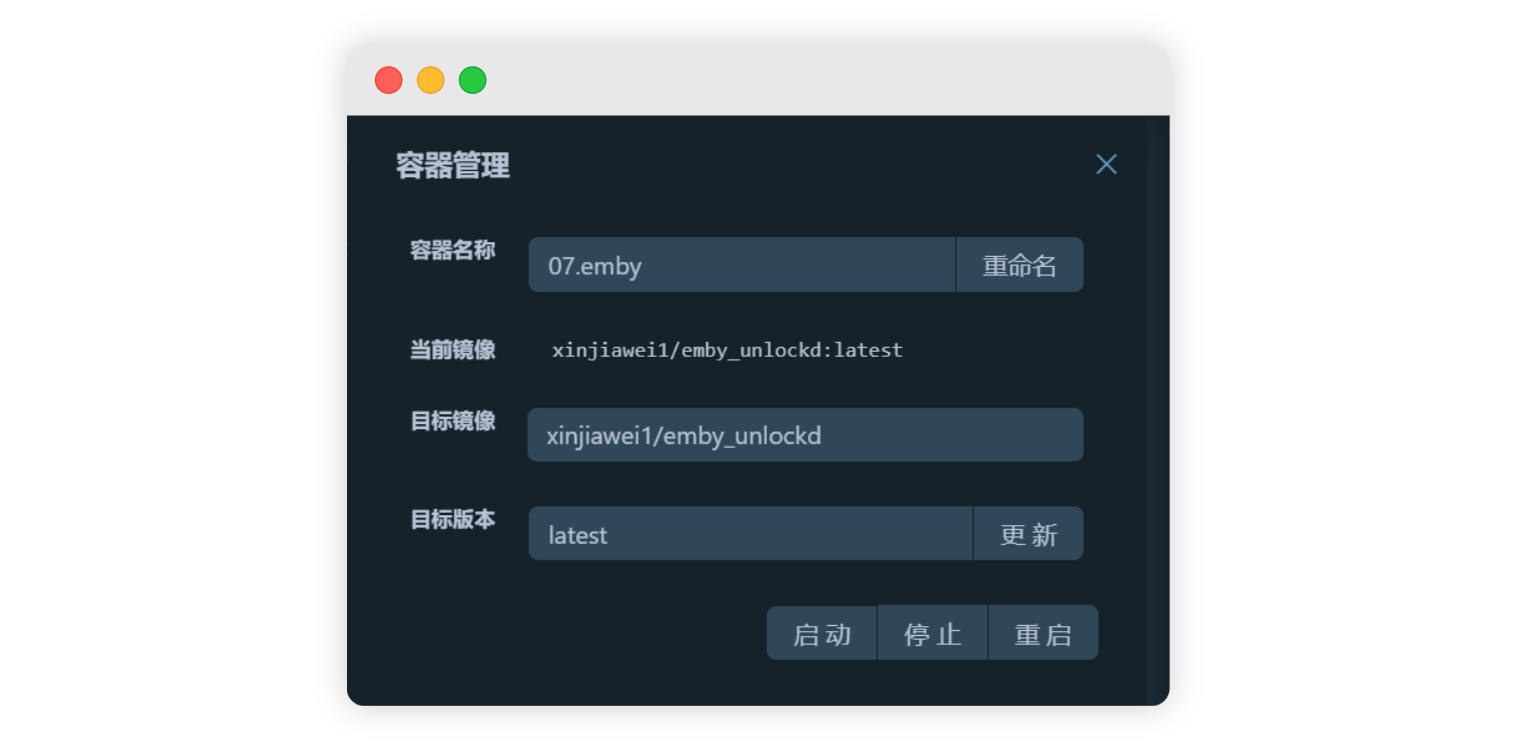 容器管理
容器名称 07.emby 重命名
当前镜像 xinjiawei1/emby_unlockd:latest
目标镜像 xinjiawei1/emby_unlockd
目标版本 latest 更新
启动 停止 重启